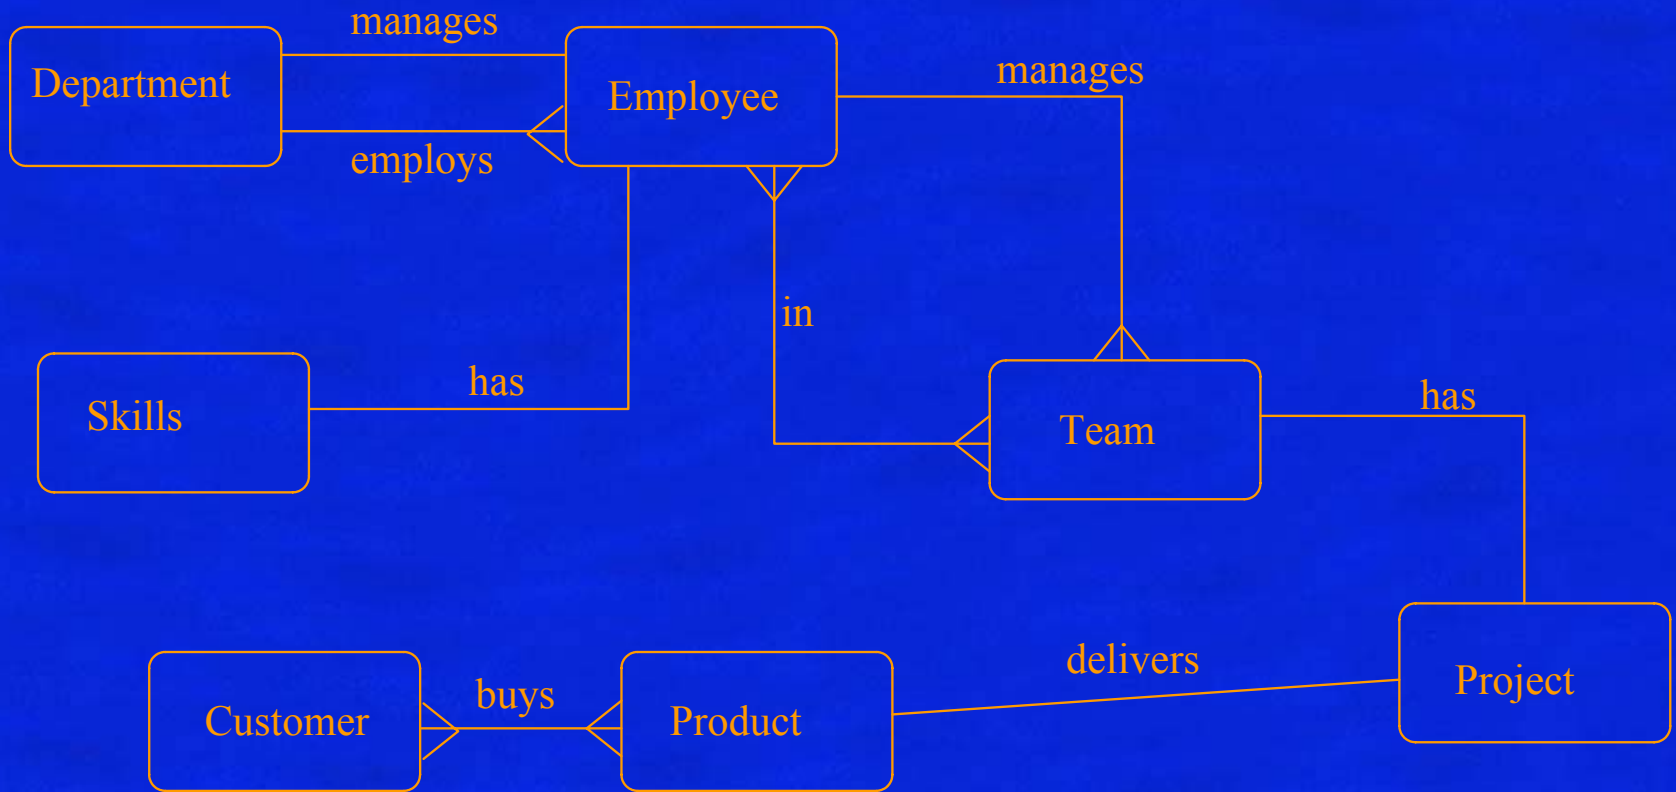 manages
Department
Employee
manages
employs
in
has
Skills
has
Team
delivers
buys
Project
Customer
Product